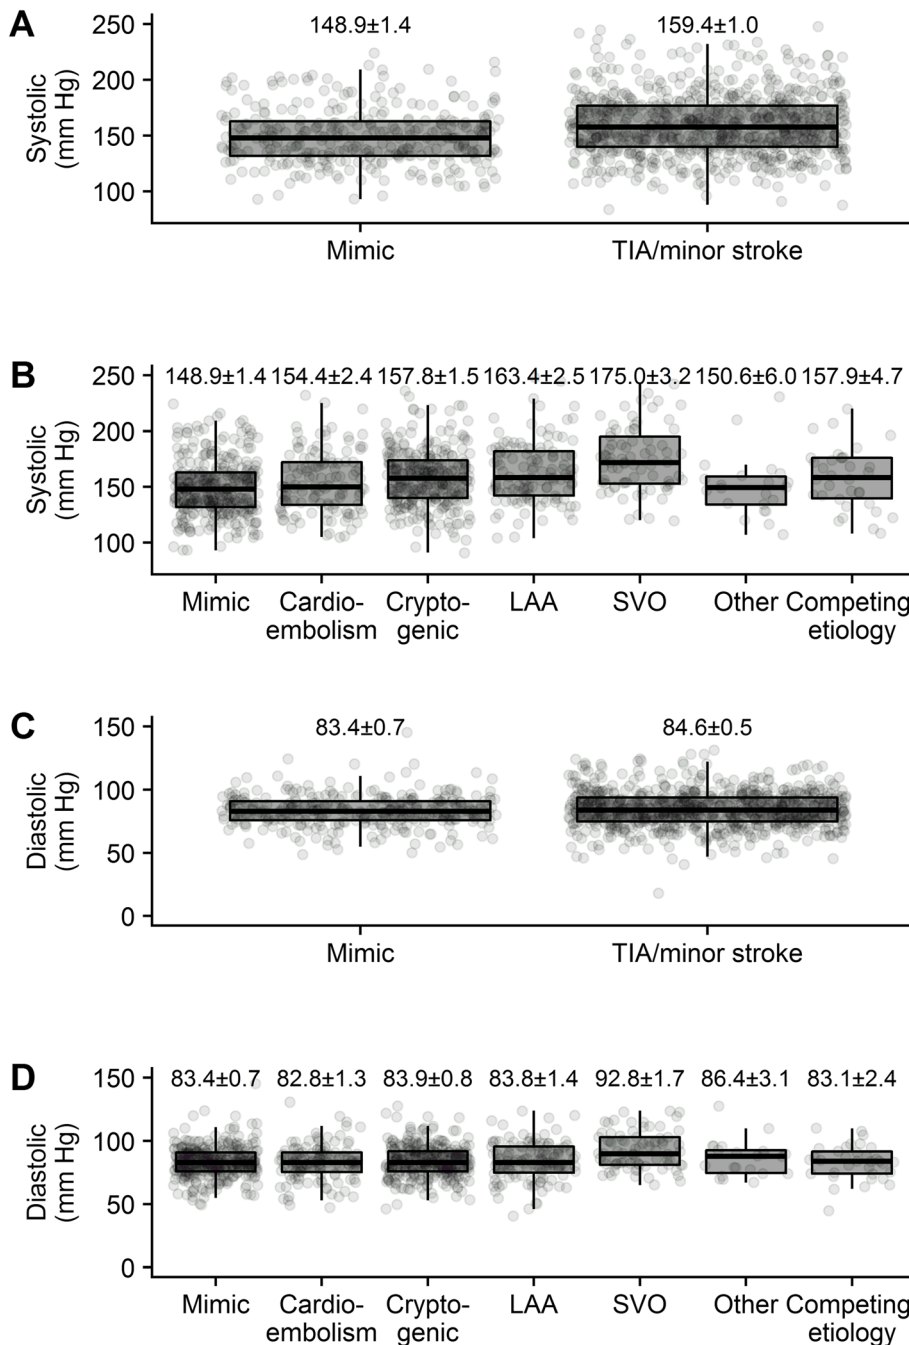 A
Systolic
(mm Hg)
250
200
150
100
148.9±1.4
159.4±1.0
Mimic
TIA/minor stroke
B
Systolic
(mm Hg)
250
200
150
100
148.9±1.4 154.4±2.4 157.8±1.5 163.4±2.5 175.0±3.2 150.6±6.0 157.9±4.7
Mimic
Cardio-
embolism
Crypto-
genic
LAA
SVO
Other
Competing
etiology
C
Diastolic
(mm Hg)
150
100
50
0
83.4±0.7
84.6±0.5
Mimic
TIA/minor stroke
D
Diastolic
(mm Hg)
150
100
50
0
83.4±0.7 82.8±1.3 83.9±0.8 83.8±1.4 92.8±1.7 86.4±3.1 83.1±2.4
Mimic
Cardio-
embolism
Crypto-
genic
LAA
SVO
Other
Competing
etiology